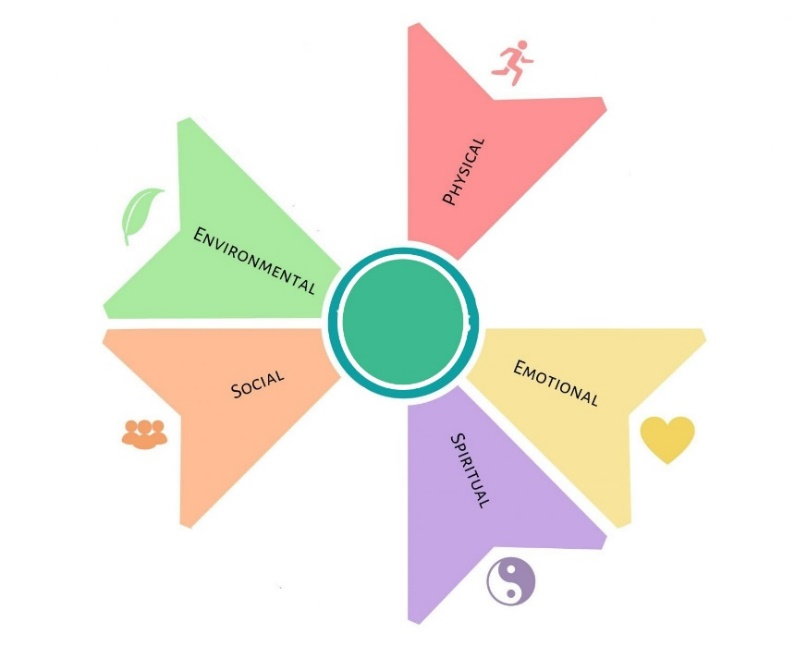 PHYSICAL
ENVIRONMENTAL
SOCIAL
EMOTIONAL
SPIRITUAL